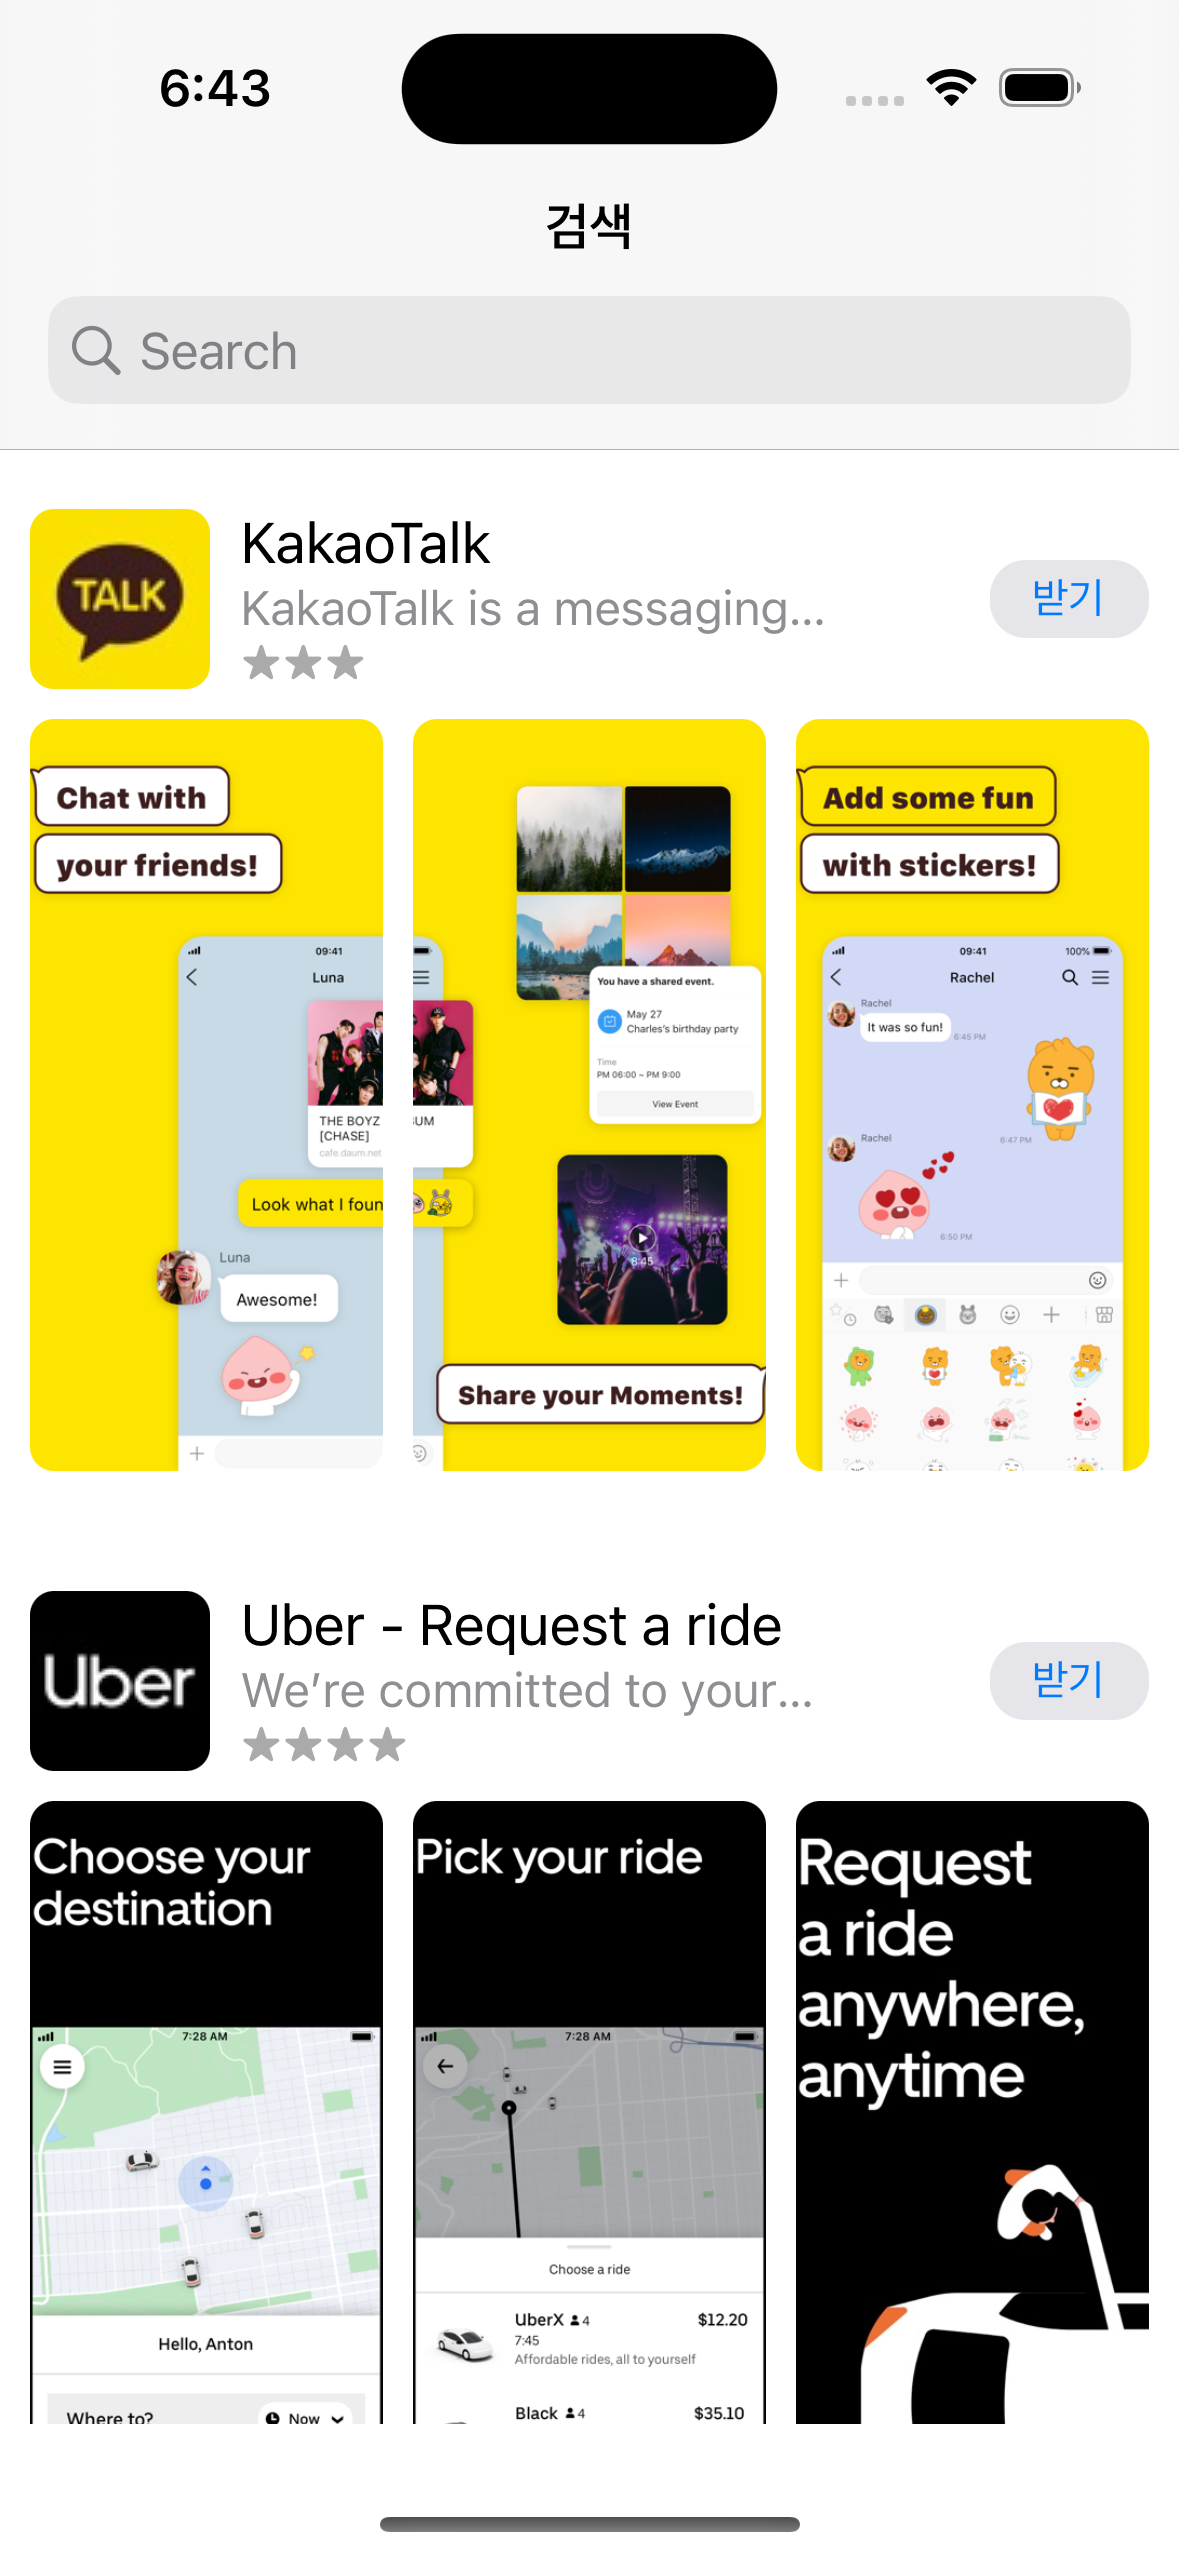 6:43
검색
Search
TALK
KakaoTalk
KakaoTalk is a messaging...
★★★
받기
Chat with
your friends!
09:41
Luna
THE BOYZ
[CHASE]
cafe.daum.net
Look what I foun
Luna
Awesome!
UM
You have a shared event.
May 27
Charles's birthday party
Time
PM 06:00 ~ PM 9:00
View Event
8:45
Share your Moments!
Add some fun
with stickers!
09:41
100%
Rachel
Rachel
It was so fun!
6:45 PM
6:47 PM
Rachel
6:50 PM
Uber
Uber - Request a ride
We’re committed to your...
★★★★
받기
Choose your
destination
7:28 AM
Hello, Anton
Where to?
Now
Pick your ride
7:28 AM
Choose a ride
UberX 4
$12.20
7:45
Affordable rides, all to yourself
Black 4
$35.10
Request
a ride
anywhere,
anytime